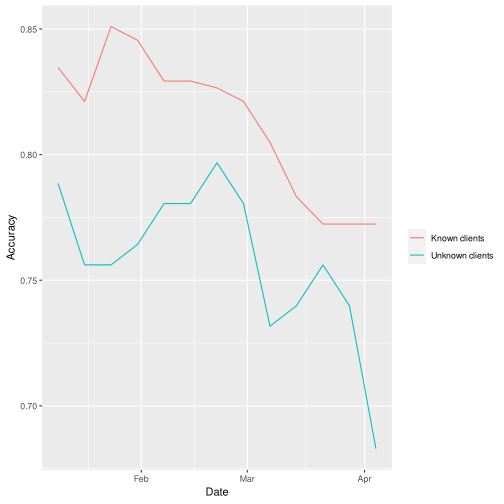 0.85
0.80
0.75
0.70
Accuracy
Feb
Mar
Apr
Date
Known clients
Unknown clients